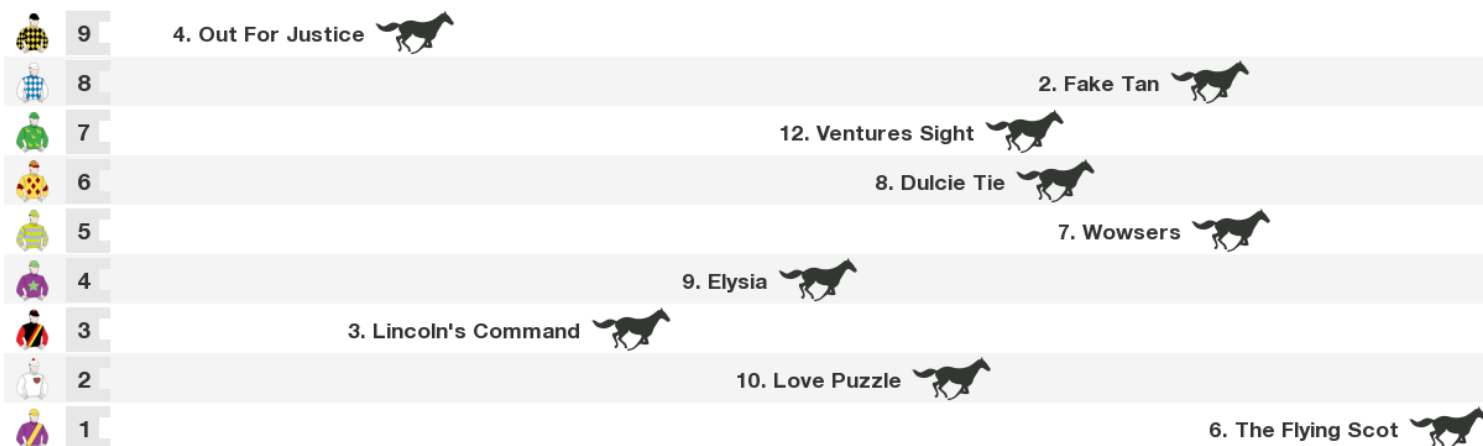 9 4. Out For Justice
8 2. Fake Tan
7 12. Ventures Sight
6 8. Dulcie Tie
5 7. Wowsers
4 9. Elysia
3 3. Lincoln's Command
2 10. Love Puzzle
1 6. The Flying Scot